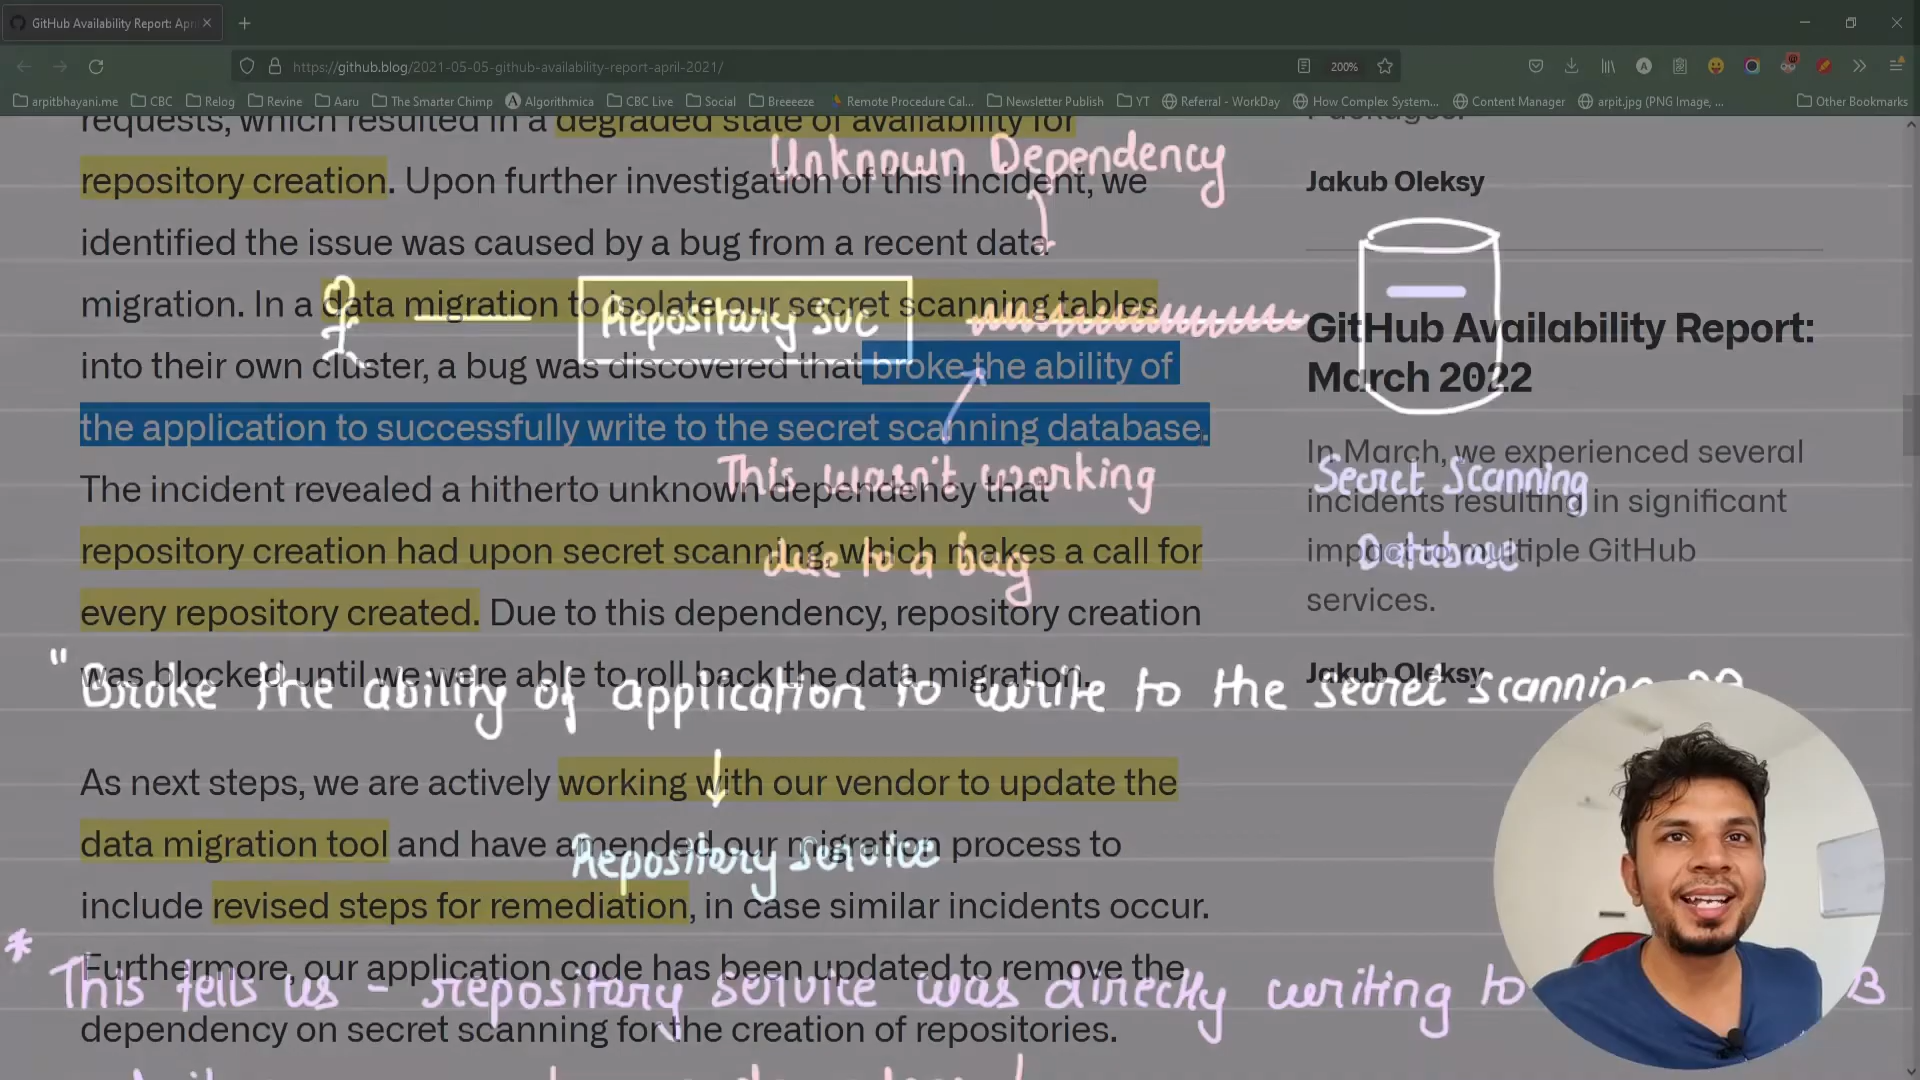 GitHub Availability Report: Apr
https://github.blog/2021-05-05-github-availability-report-april-2021/
200%
arpitbhayani.me
CBC
Relog
Revine
Aaru
The Smarter Chimp
Algorithmica
CBC Live
Social
Breeeeze
Remote Procedure Cal...
Newsletter Publish
YT
Referral - WorkDay
How Complex System...
Content Manager
arpit.jpg (PNG Image, ...
Other Bookmarks
requests, which resulted in a degraded state of availability for
repository creation. Upon further investigation of this incident, we
identified the issue was caused by a bug from a recent data
migration. In a data migration to isolate our secret scanning tables
into their own cluster, a bug was discovered that broke the ability of
the application to successfully write to the secret scanning database.
The incident revealed a hitherto unknown dependency that
repository creation had upon secret scanning, which makes a call for
every repository created. Due to this dependency, repository creation
was blocked until we were able to roll back the data migration.
As next steps, we are actively working with our vendor to update the
data migration tool and have amended our migration process to
include revised steps for remediation, in case similar incidents occur.
Furthermore, our application code has been updated to remove the
dependency on secret scanning for the creation of repositories.
Packages.
Jakub Oleksy
GitHub Availability Report:
March 2022
In March, we experienced several
incidents resulting in significant
impact to multiple GitHub
services.
Jakub Oleksy
Unknown Dependency
Repository SVC
This wasn't working
due to a bug
Secret Scanning
Database
"Broke the ability of application to write to the secret scanning
Repository service
* This tells us - repository service was directly writing to